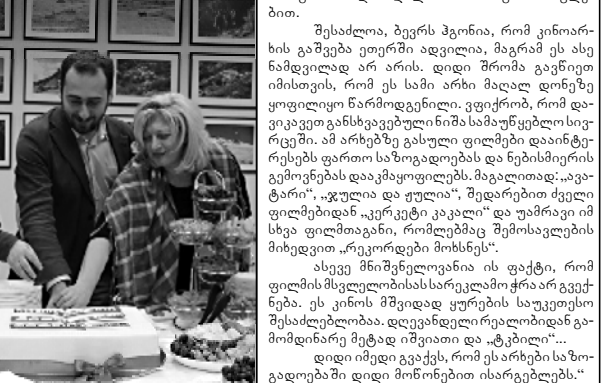 ბით.
შესაძლოა, ბევრს ჰგონია, რომ კინოარ-
ხის გაშვება ეთერში ადვილია, მაგრამ ეს ასე
ნამდვილად არ არის. დიდი შრომა გავწიეთ
იმისთვის, რომ ეს სამი არხი მაღალ დონეზე
ყოფილიყო წარმოდგენილი. ვფიქრობ, რომ და-
ვიკავეთ განსხვავებული ნიშა სამაუწყებლო სივ-
რცეში. ამ არხებზე გასული ფილმები დააინტე-
რესებს ფართო საზოგადოებას და ნებისმიერის
გემოვნებას დააკმაყოფილებს. მაგალითად: „ავა-
ტარი“, „ჯულია და ჟულია“, შედარებით ძველი
ფილმებიდან „კერკეტი კაკალი“ და უამრავი იმ
სხვა ფილმთაგანი, რომლებმაც შემოსავლების
მიხედვით „რეკორდები მოხსნეს“.
ასევე მნიშვნელოვანია ის ფაქტი, რომ
ფილმის მსვლელობისას სარეკლამო ჭრა არ გვექ-
ნება. ეს კინოს მშვიდად ყურების საუკეთესო
შესაძლებლობაა. დღევანდელი რეალობიდან გა-
მომდინარე მეტად იშვიათი და „ტკბილი“...
დიდი იმედი გვაქვს, რომ ეს არხები საზო-
გადოებაში დიდი მოწონებით ისარგებლებს.“